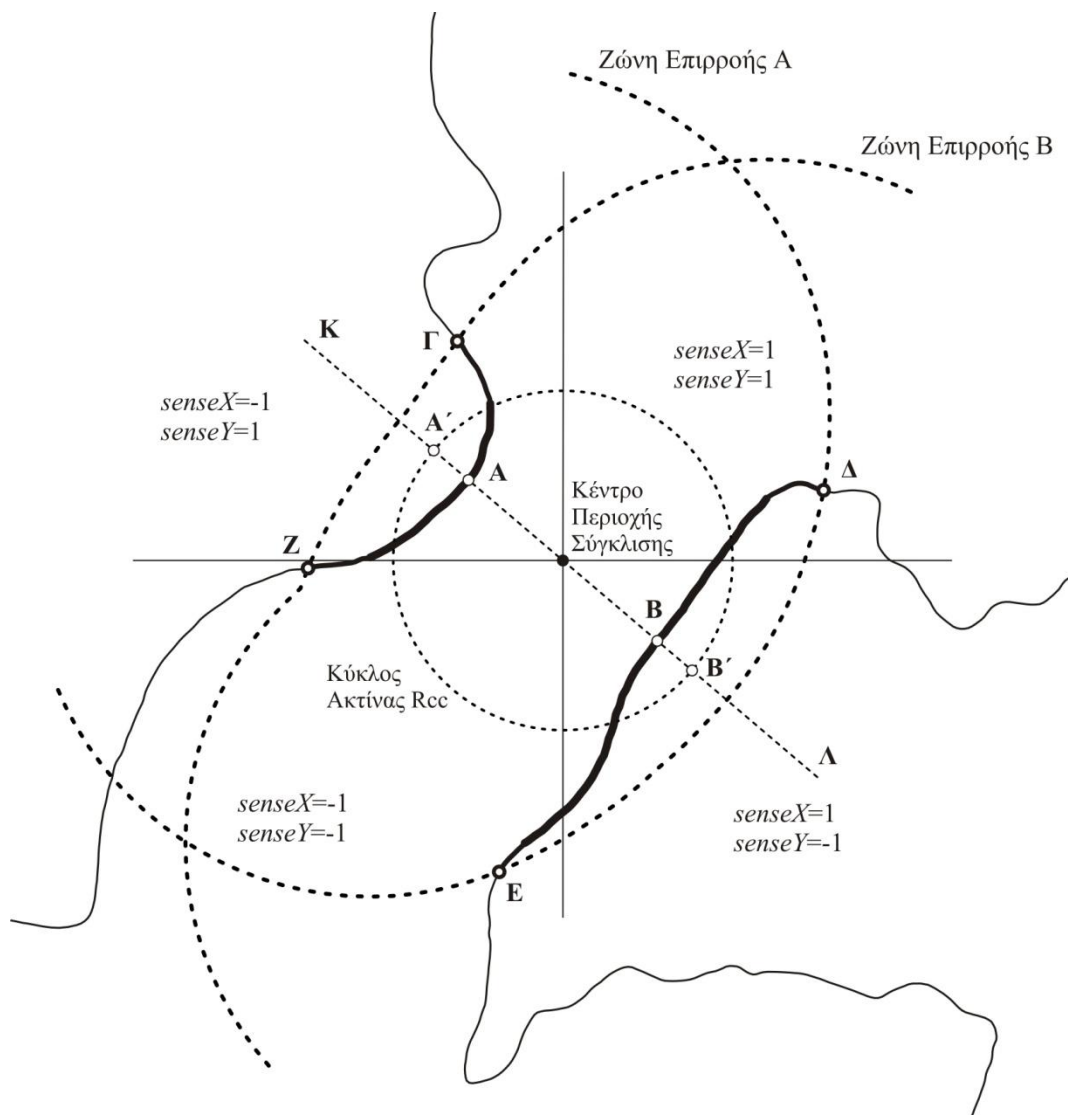 Ζώνη Επιρροής Α
Ζώνη Επιρροής Β
Κ
Γ
senseX=1
senseY=1
senseX=-1
senseY=1
Α΄
Α
Δ
Κέντρο
Περιοχής
Σύγκλισης
Ζ
Β
Β΄
Κύκλος
Ακτίνας Rcc
Λ
senseX=-1
senseY=-1
senseX=1
senseY=-1
Ε